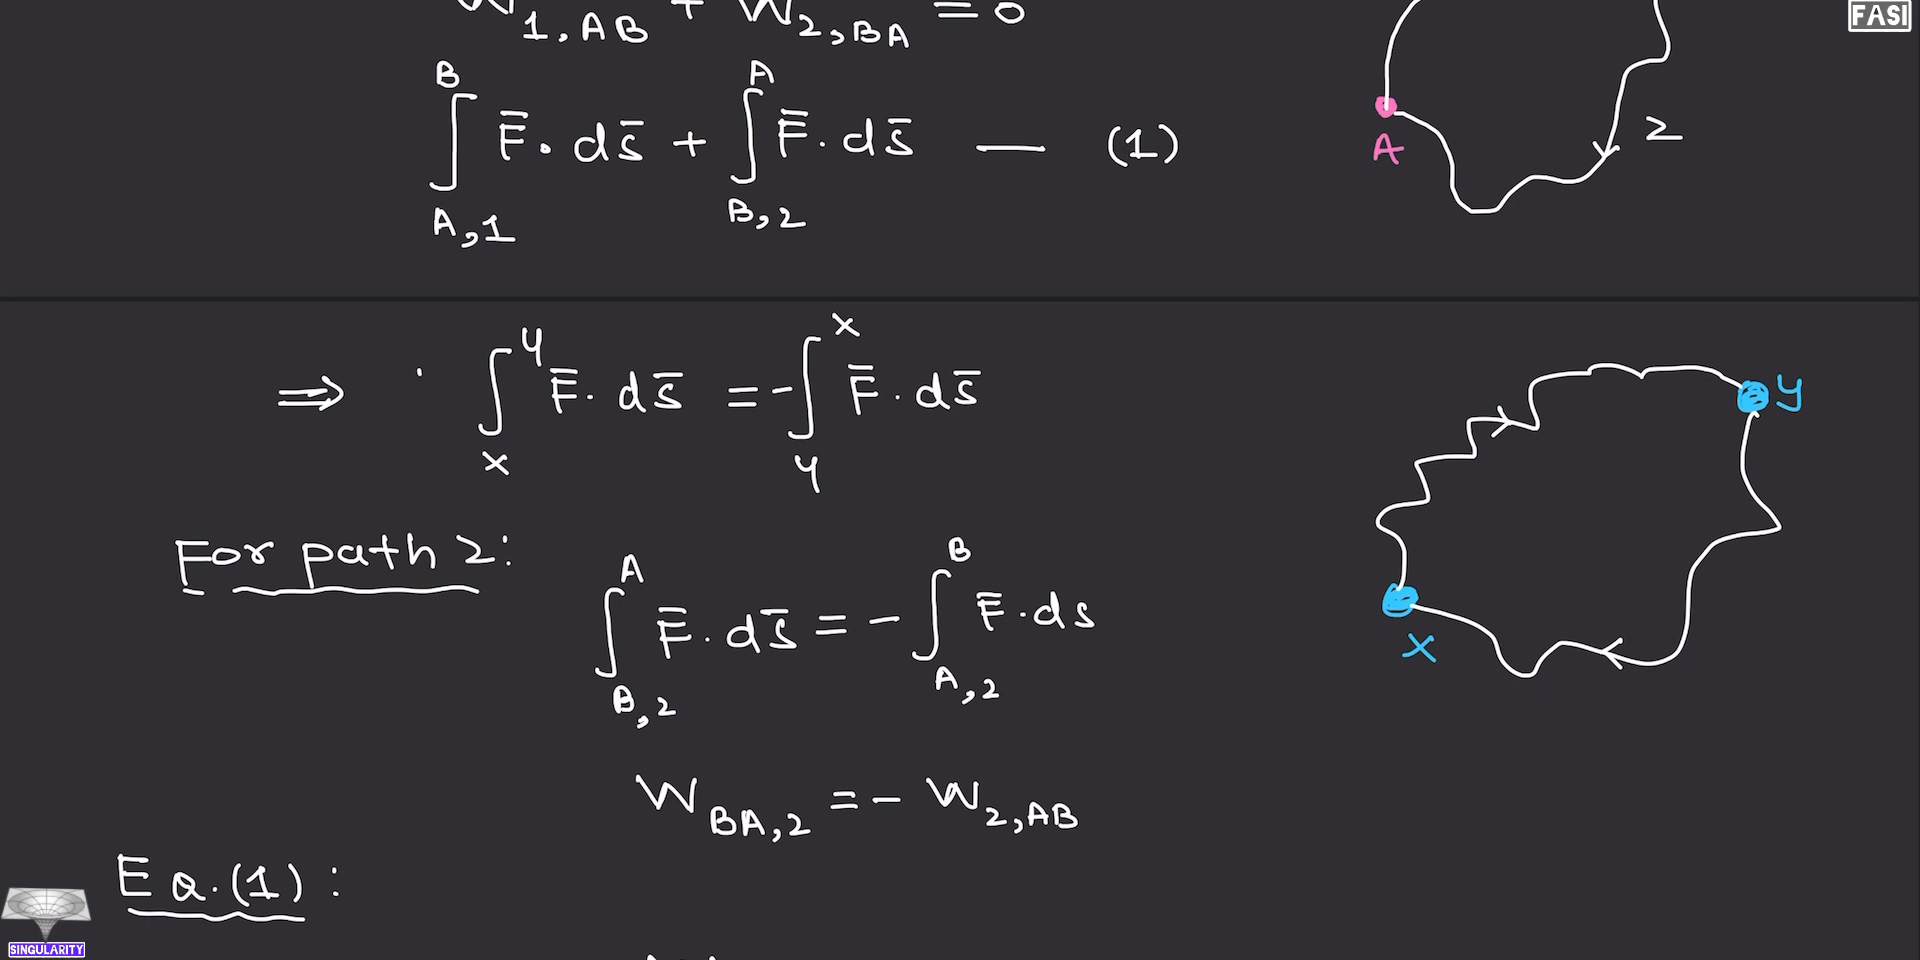 W1,AB + W2,BA = 0
FASI
∫_{A,1}^{B} F̄ · ds̄ + ∫_{B,2}^{A} F̄ · ds̄ — (1)
A
2
⇒ ∫_{x}^{y} F̄ · ds̄ = - ∫_{y}^{x} F̄ · ds̄
y
x
For path 2:
∫_{B,2}^{A} F̄ · ds̄ = - ∫_{A,2}^{B} F̄ · ds
W_{BA,2} = - W_{2,AB}
EQ.(1):
SINGULARITY